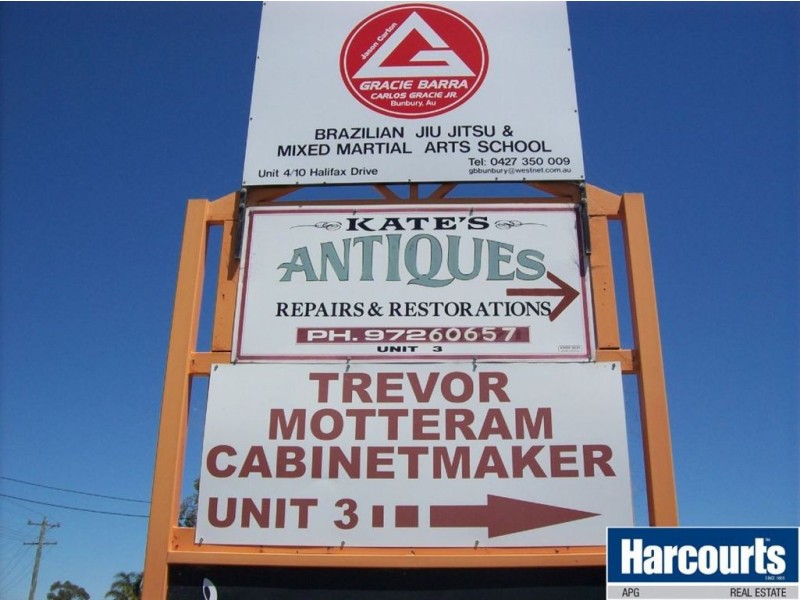 Jason Carlon
GRACIE BARRA
CARLOS GRACIE JR.
Bunbury, Au
BRAZILIAN JIU JITSU &
MIXED MARTIAL ARTS SCHOOL
Tel: 0427 350 009
Unit 4/10 Halifax Drive
gbbunbury@westnet.com.au
KATE'S
ANTIQUES
REPAIRS & RESTORATIONS
PH. 97260657
UNIT 3
TREVOR
MOTTERAM
CABINETMAKER
UNIT 3
Harcourts
APG REAL ESTATE